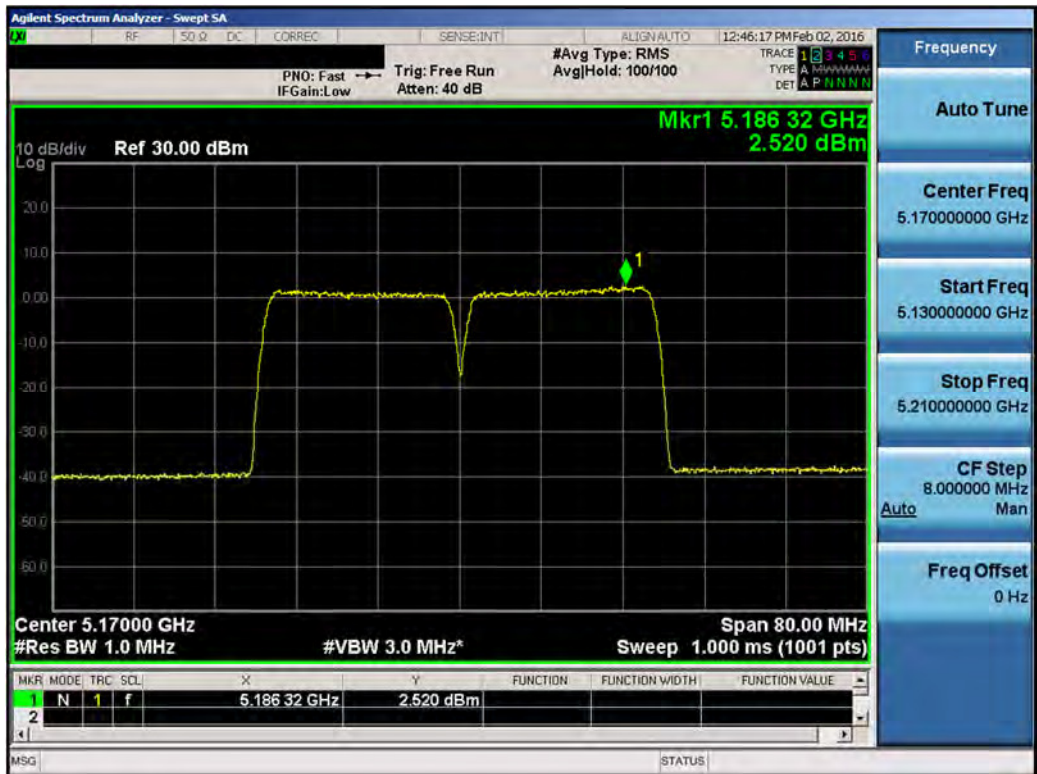 Agilent Spectrum Analyzer - Swept SA
LXI RF 50 Ω DC CORREC SENSE:INT ALIGN AUTO 12:46:17 PM Feb 02, 2016
PNO: Fast
IFGain:Low
Trig: Free Run
Atten: 40 dB
#Avg Type: RMS
Avg|Hold: 100/100
TRACE 1 2 3 4 5 6
TYPE A M W W W W W
DET A P N N N N
Mkr1 5.186 32 GHz
2.520 dBm
10 dB/div Ref 30.00 dBm
Log
20.0
10.0
0.00
-10.0
-20.0
-30.0
-40.0
-50.0
-60.0
1
Center 5.17000 GHz Span 80.00 MHz
#Res BW 1.0 MHz #VBW 3.0 MHz* Sweep 1.000 ms (1001 pts)
MKR MODE TRC SCL X Y FUNCTION FUNCTION WIDTH FUNCTION VALUE
1 N 1 f 5.186 32 GHz 2.520 dBm
2
MSG STATUS
Frequency
Auto Tune
Center Freq
5.170000000 GHz
Start Freq
5.130000000 GHz
Stop Freq
5.210000000 GHz
CF Step
8.000000 MHz
Auto Man
Freq Offset
0 Hz